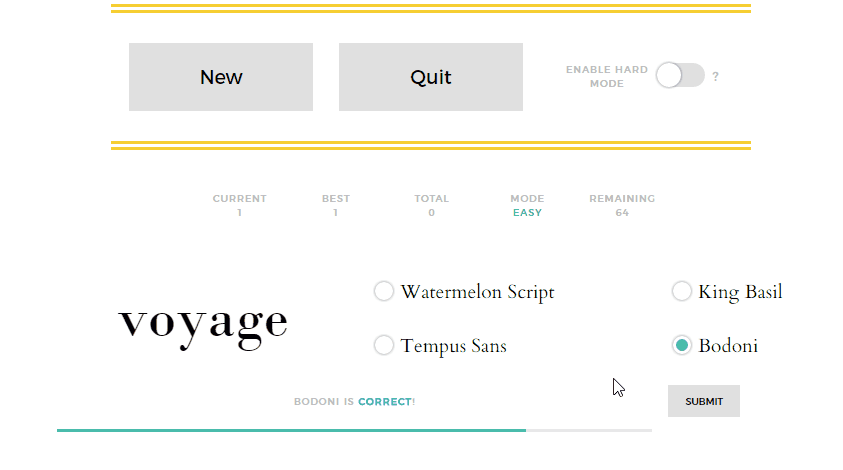 New
Quit
ENABLE HARD
MODE
?
CURRENT
1
BEST
1
TOTAL
0
MODE
EASY
REMAINING
64
voyage
Watermelon Script
King Basil
Tempus Sans
Bodoni
BODONI IS CORRECT!
SUBMIT